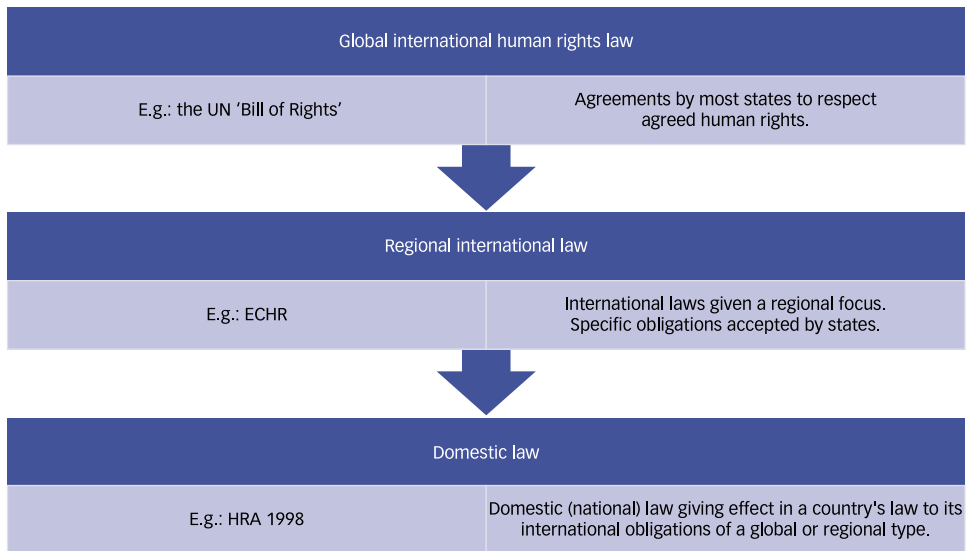 Global international human rights law
E.g.: the UN ‘Bill of Rights’
Agreements by most states to respect
agreed human rights.
Regional international law
E.g.: ECHR
International laws given a regional focus.
Specific obligations accepted by states.
Domestic law
E.g.: HRA 1998
Domestic (national) law giving effect in a country's law to its
international obligations of a global or regional type.